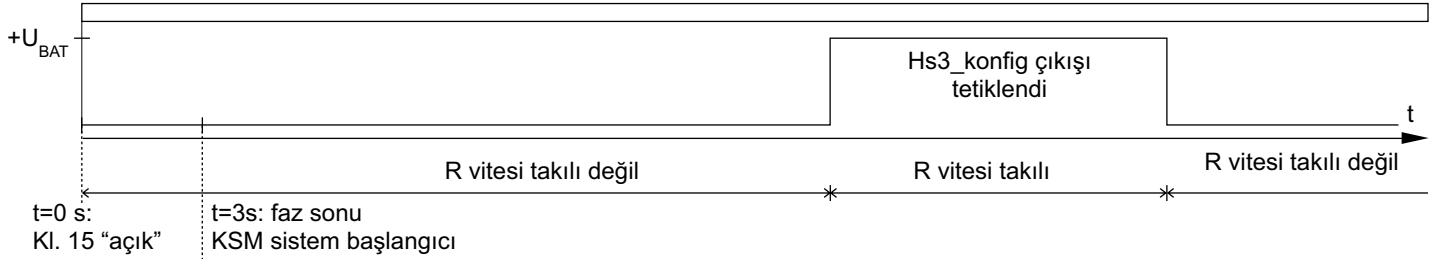 +U_BAT
Hs3_konfig çıkışı
tetiklendi
t
R vitesi takılı değil
R vitesi takılı
R vitesi takılı değil
t=0 s:
Kl. 15 “açık”
t=3s: faz sonu
KSM sistem başlangıcı